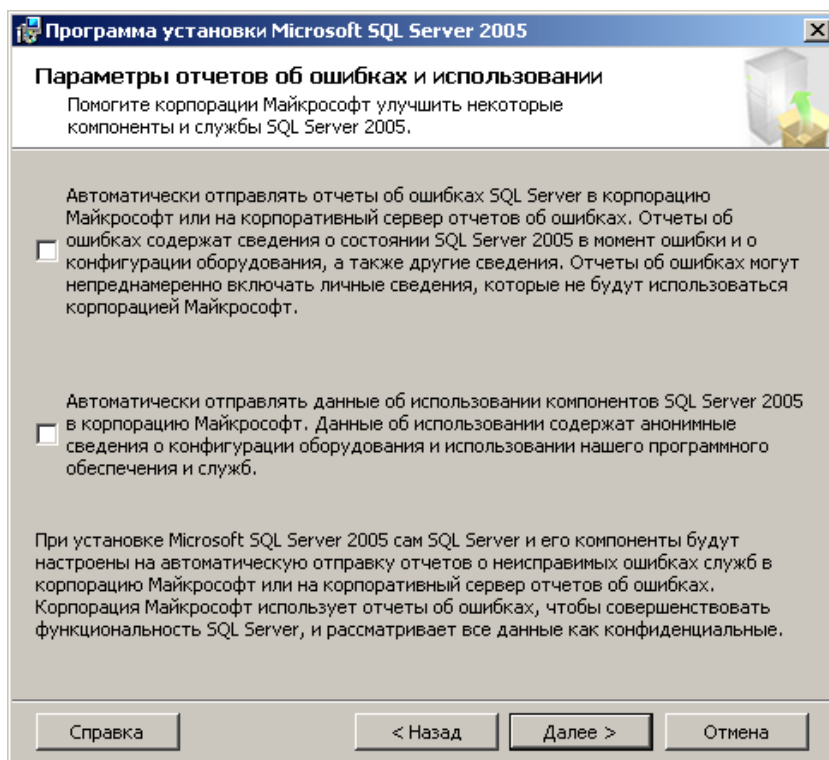 Программа установки Microsoft SQL Server 2005
Параметры отчетов об ошибках и использовании
Помогите корпорации Майкрософт улучшить некоторые
компоненты и службы SQL Server 2005.
Автоматически отправлять отчеты об ошибках SQL Server в корпорацию
Майкрософт или на корпоративный сервер отчетов об ошибках. Отчеты об
ошибках содержат сведения о состоянии SQL Server 2005 в момент ошибки и о
конфигурации оборудования, а также другие сведения. Отчеты об ошибках могут
непреднамеренно включать личные сведения, которые не будут использоваться
корпорацией Майкрософт.
Автоматически отправлять данные об использовании компонентов SQL Server 2005
в корпорацию Майкрософт. Данные об использовании содержат анонимные
сведения о конфигурации оборудования и использовании нашего программного
обеспечения и служб.
При установке Microsoft SQL Server 2005 сам SQL Server и его компоненты будут
настроены на автоматическую отправку отчетов о неисправимых ошибках служб в
корпорацию Майкрософт или на корпоративный сервер отчетов об ошибках.
Корпорация Майкрософт использует отчеты об ошибках, чтобы совершенствовать
функциональность SQL Server, и рассматривает все данные как конфиденциальные.
Справка
< Назад
Далее >
Отмена